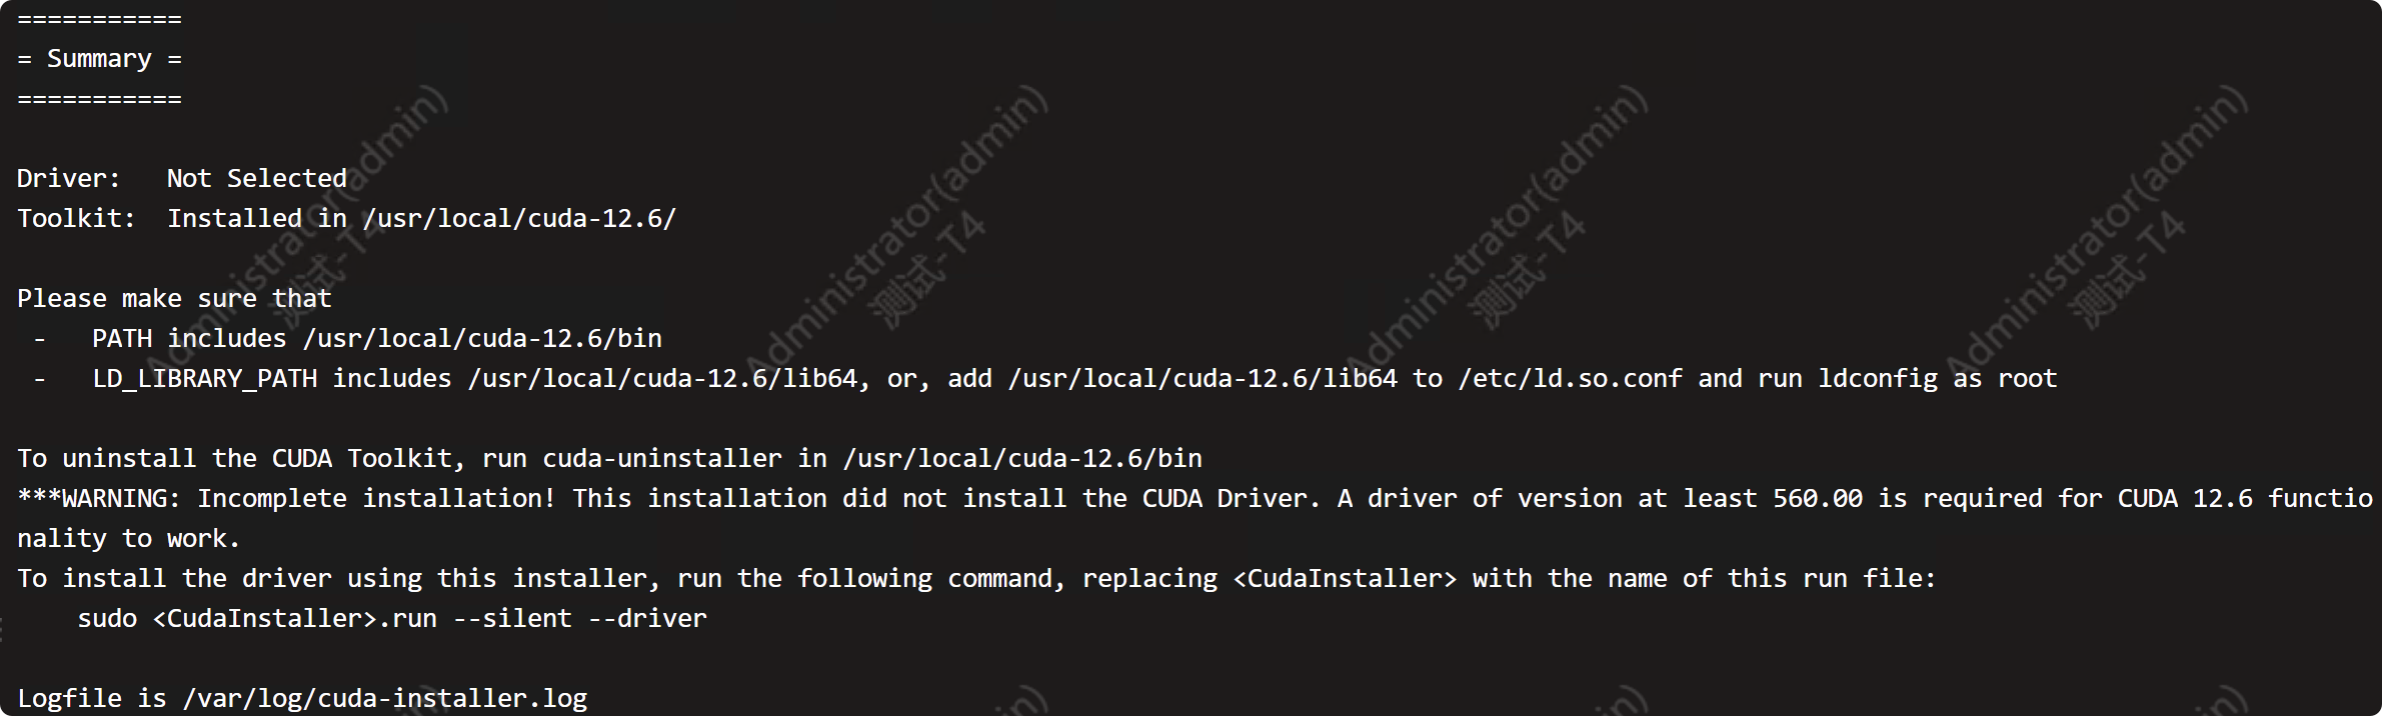 ===========
= Summary =
===========
Driver:   Not Selected
Toolkit:  Installed in /usr/local/cuda-12.6/
Please make sure that
 -   PATH includes /usr/local/cuda-12.6/bin
 -   LD_LIBRARY_PATH includes /usr/local/cuda-12.6/lib64, or, add /usr/local/cuda-12.6/lib64 to /etc/ld.so.conf and run ldconfig as root
To uninstall the CUDA Toolkit, run cuda-uninstaller in /usr/local/cuda-12.6/bin
***WARNING: Incomplete installation! This installation did not install the CUDA Driver. A driver of version at least 560.00 is required for CUDA 12.6 functio
nality to work.
To install the driver using this installer, run the following command, replacing <CudaInstaller> with the name of this run file:
    sudo <CudaInstaller>.run --silent --driver
Logfile is /var/log/cuda-installer.log
Administrator(admin)
测试-T4
Administrator(admin)
测试-T4
Administrator(admin)
测试-T4
Administrator(admin)
测试-T4
in)
in)
in)
in)